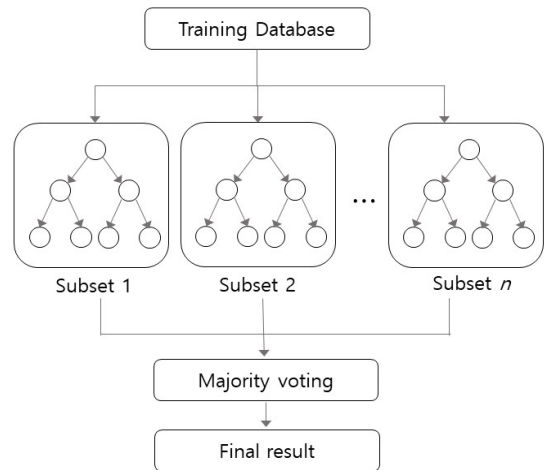 Training Database
...
Subset 1
Subset 2
Subset n
Majority voting
Final result